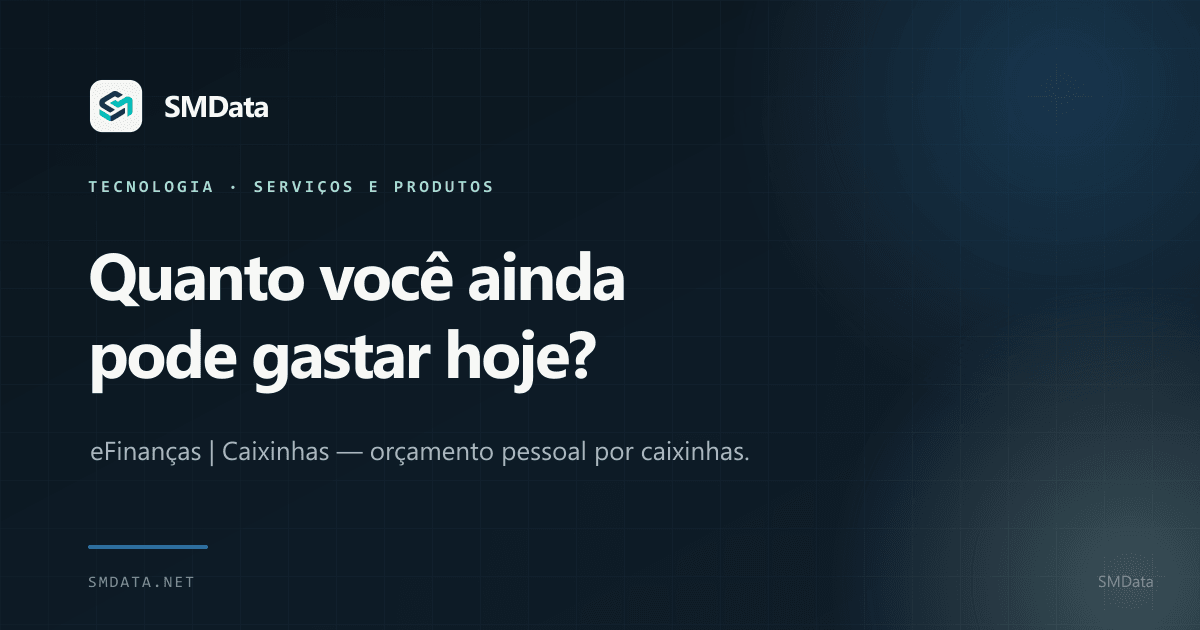 SMData
TECNOLOGIA · SERVIÇOS E PRODUTOS
Quanto você ainda
pode gastar hoje?
eFinanças | Caixinhas — orçamento pessoal por caixinhas.
SMDATA.NET
SMData